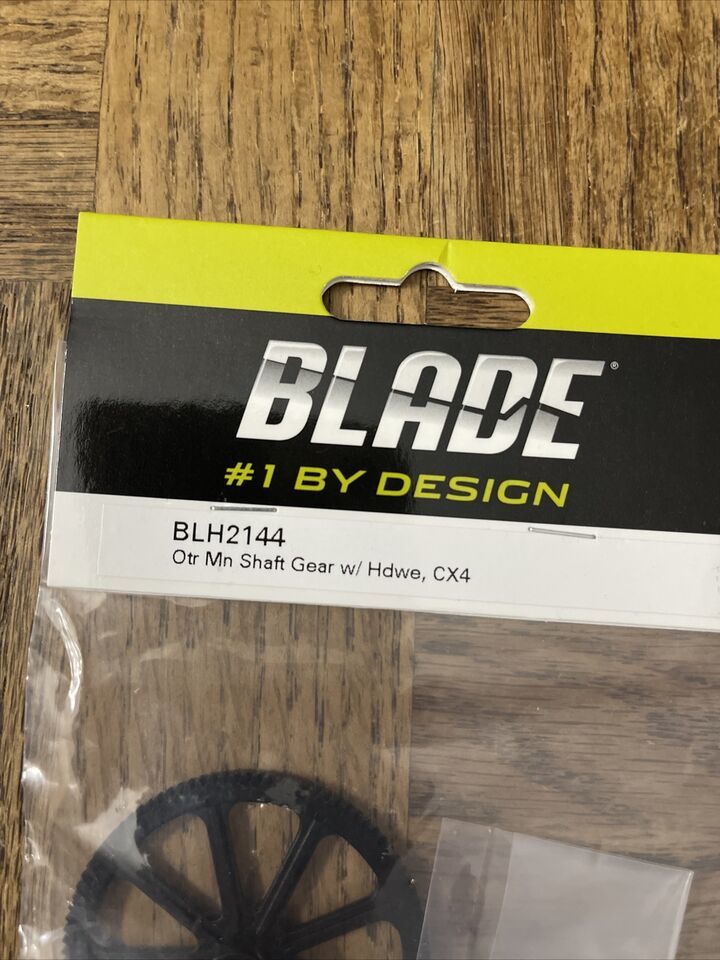 BLADE®
#1 BY DESIGN
BLH2144
Otr Mn Shaft Gear w/ Hdwe, CX4